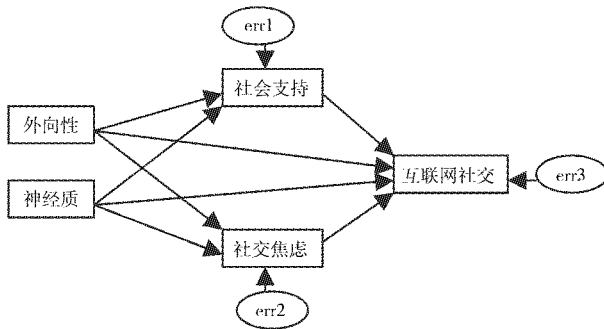 err1
社会支持
外向性
互联网社交
err3
神经质
社交焦虑
err2